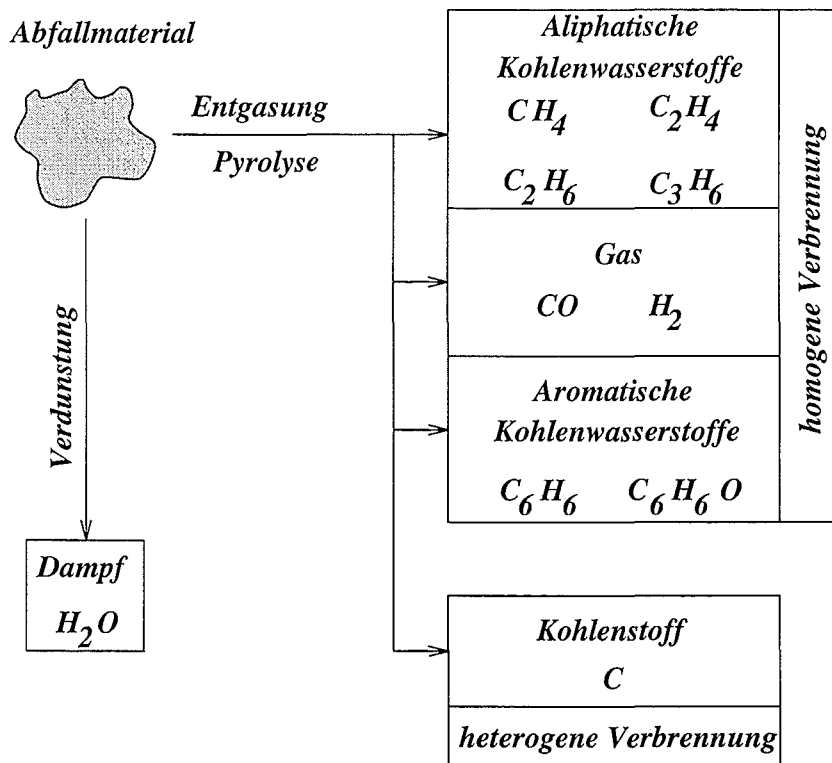 Abfallmaterial
Entgasung
Pyrolyse
Verdunstung
Dampf
H2O
Aliphatische
Kohlenwasserstoffe
CH4 C2H4
C2H6 C3H6
Gas
CO H2
Aromatische
Kohlenwasserstoffe
C6H6 C6H6O
homogene Verbrennung
Kohlenstoff
C
heterogene Verbrennung